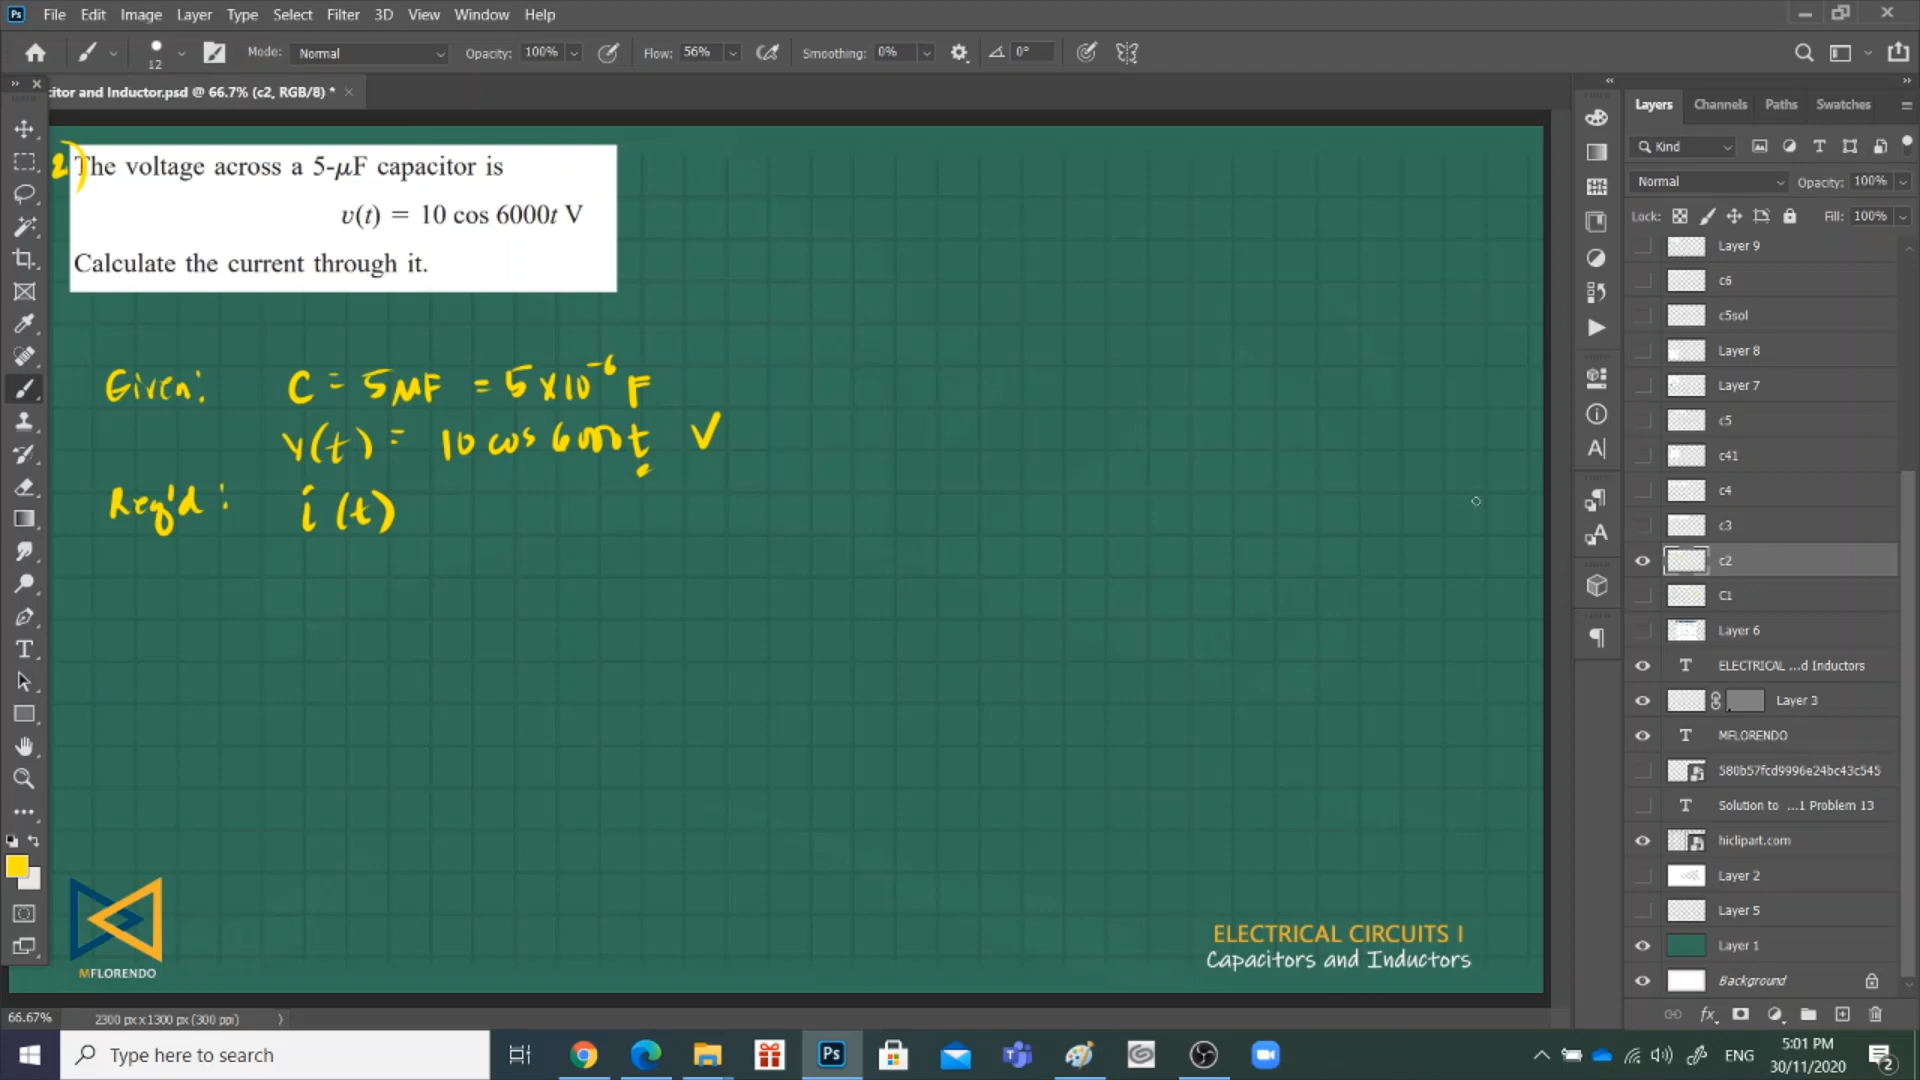 Ps File Edit Image Layer Type Select Filter 3D View Window Help
12 Mode: Normal Opacity: 100% Flow: 56% Smoothing: 0% 0°
itor and Inductor.psd @ 66.7% (c2, RGB/8) * ×
2) The voltage across a 5-μF capacitor is
v(t) = 10 cos 6000t V
Calculate the current through it.
Given: C = 5μF = 5×10⁻⁶ F
v(t) = 10 cos 6000t V
Req'd: i(t)
MFLORENDO
ELECTRICAL CIRCUITS I
Capacitors and Inductors
Layers Channels Paths Swatches
Kind
Normal Opacity: 100%
Lock: Fill: 100%
Layer 9
c6
c5sol
Layer 8
Layer 7
c5
c41
c4
c3
c2
C1
Layer 6
ELECTRICAL ...d Inductors
Layer 3
MFLORENDO
580b57fcd9996e24bc43c545
Solution to ...1 Problem 13
hiclipart.com
Layer 2
Layer 5
Layer 1
Background
66.67% 2300 px x 1300 px (300 ppi)
Type here to search
Ps
ENG
5:01 PM
30/11/2020
2